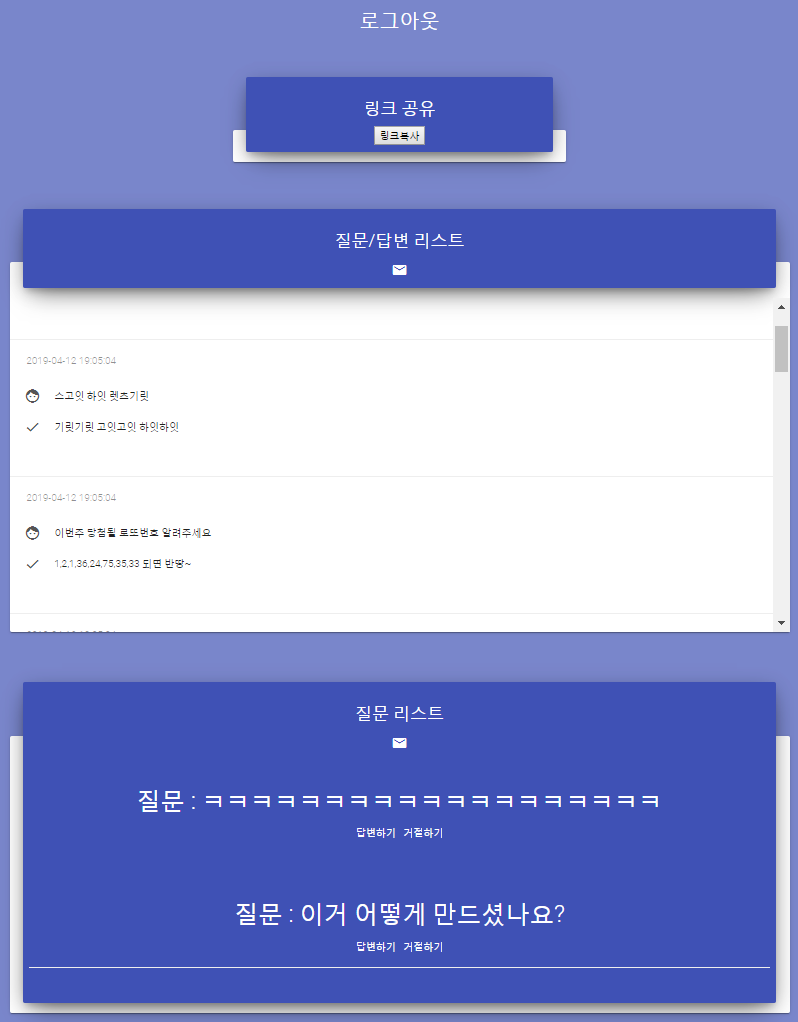 로그아웃
링크 공유
링크복사
질문/답변 리스트
2019-04-12 19:05:04
스고잇 하잇 렛츠기릿
기릿기릿 고잇고잇 하잇하잇
2019-04-12 19:05:04
이번주 당첨될 로또번호 알려주세요
1,2,1,36,24,75,35,33 되면 반땅~
질문 리스트
질문 : ㅋㅋㅋㅋㅋㅋㅋㅋㅋㅋㅋㅋㅋㅋㅋㅋㅋㅋㅋ
답변하기 거절하기
질문 : 이거 어떻게 만드셨나요?
답변하기 거절하기